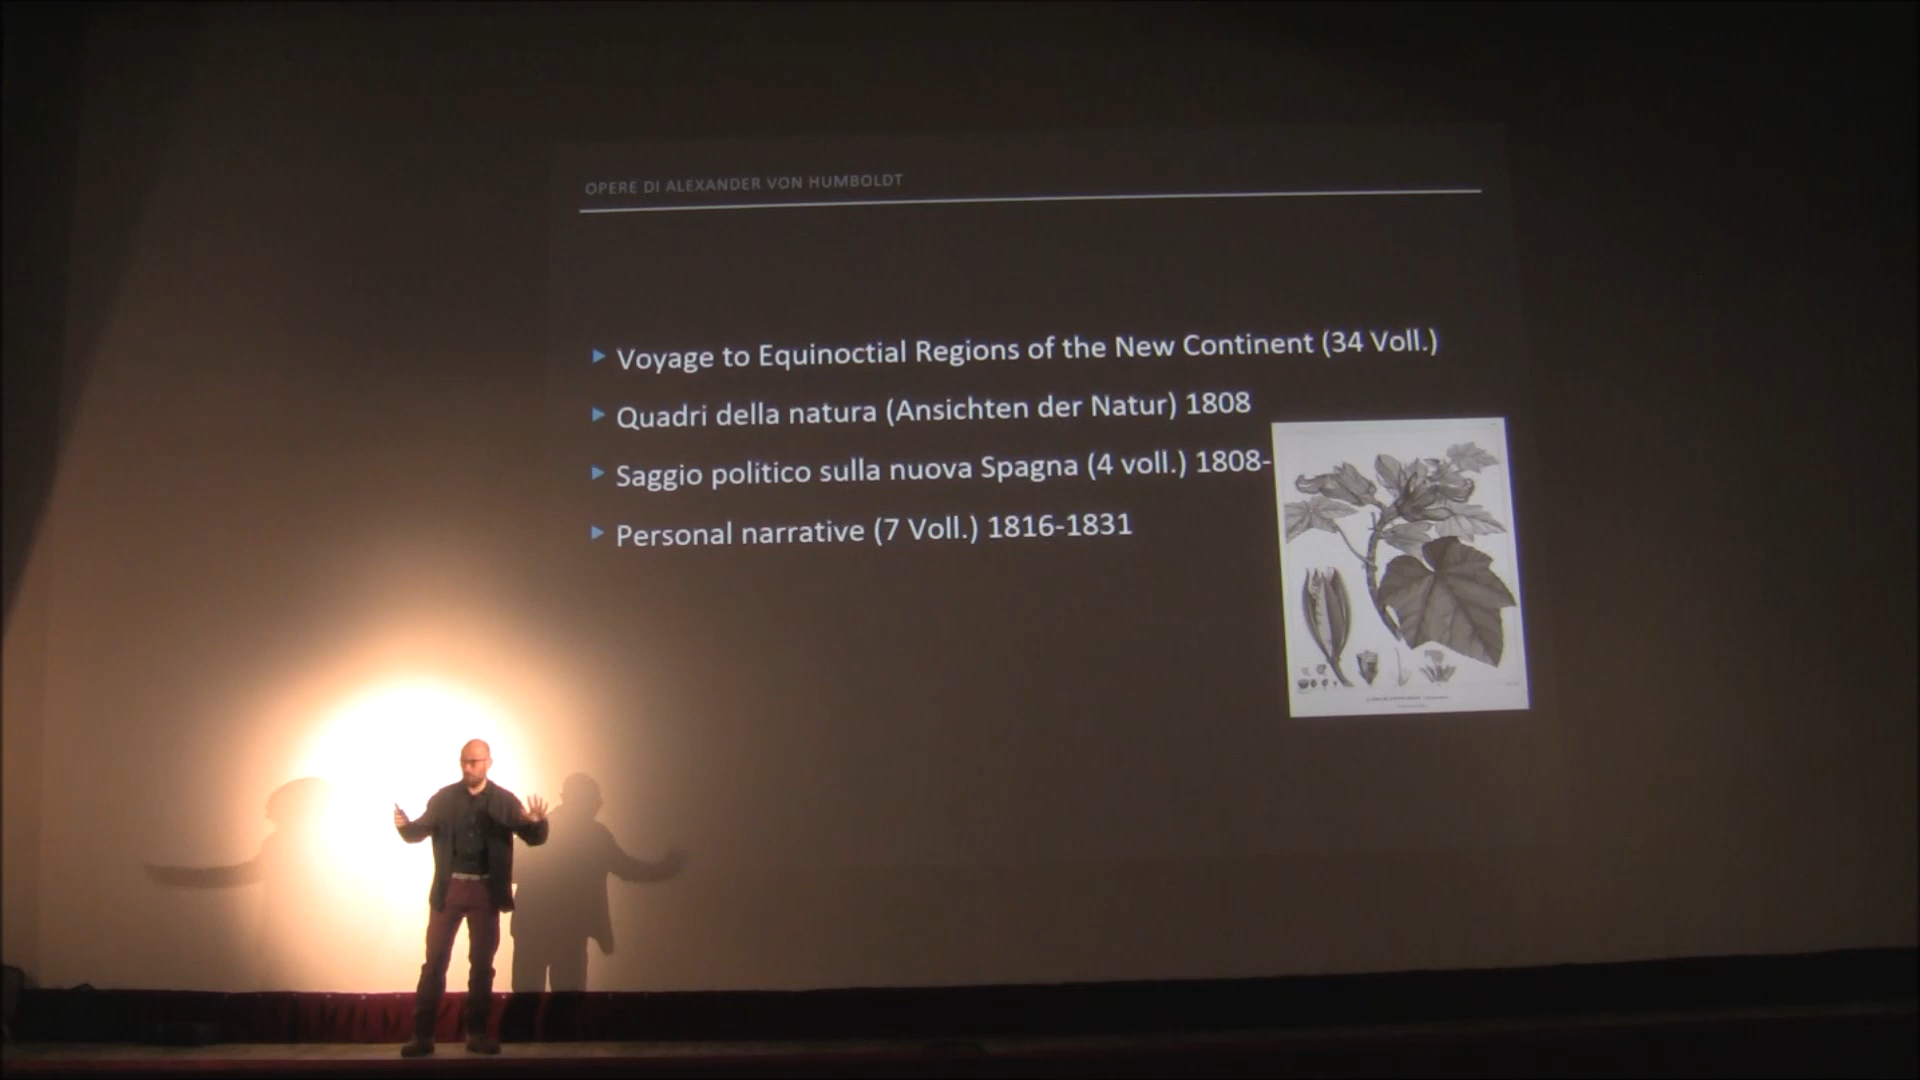 OPERE DI ALEXANDER VON HUMBOLDT
Voyage to Equinoctial Regions of the New Continent (34 Voll.)
Quadri della natura (Ansichten der Natur) 1808
Saggio politico sulla nuova Spagna (4 voll.) 1808-
Personal narrative (7 Voll.) 1816-1831